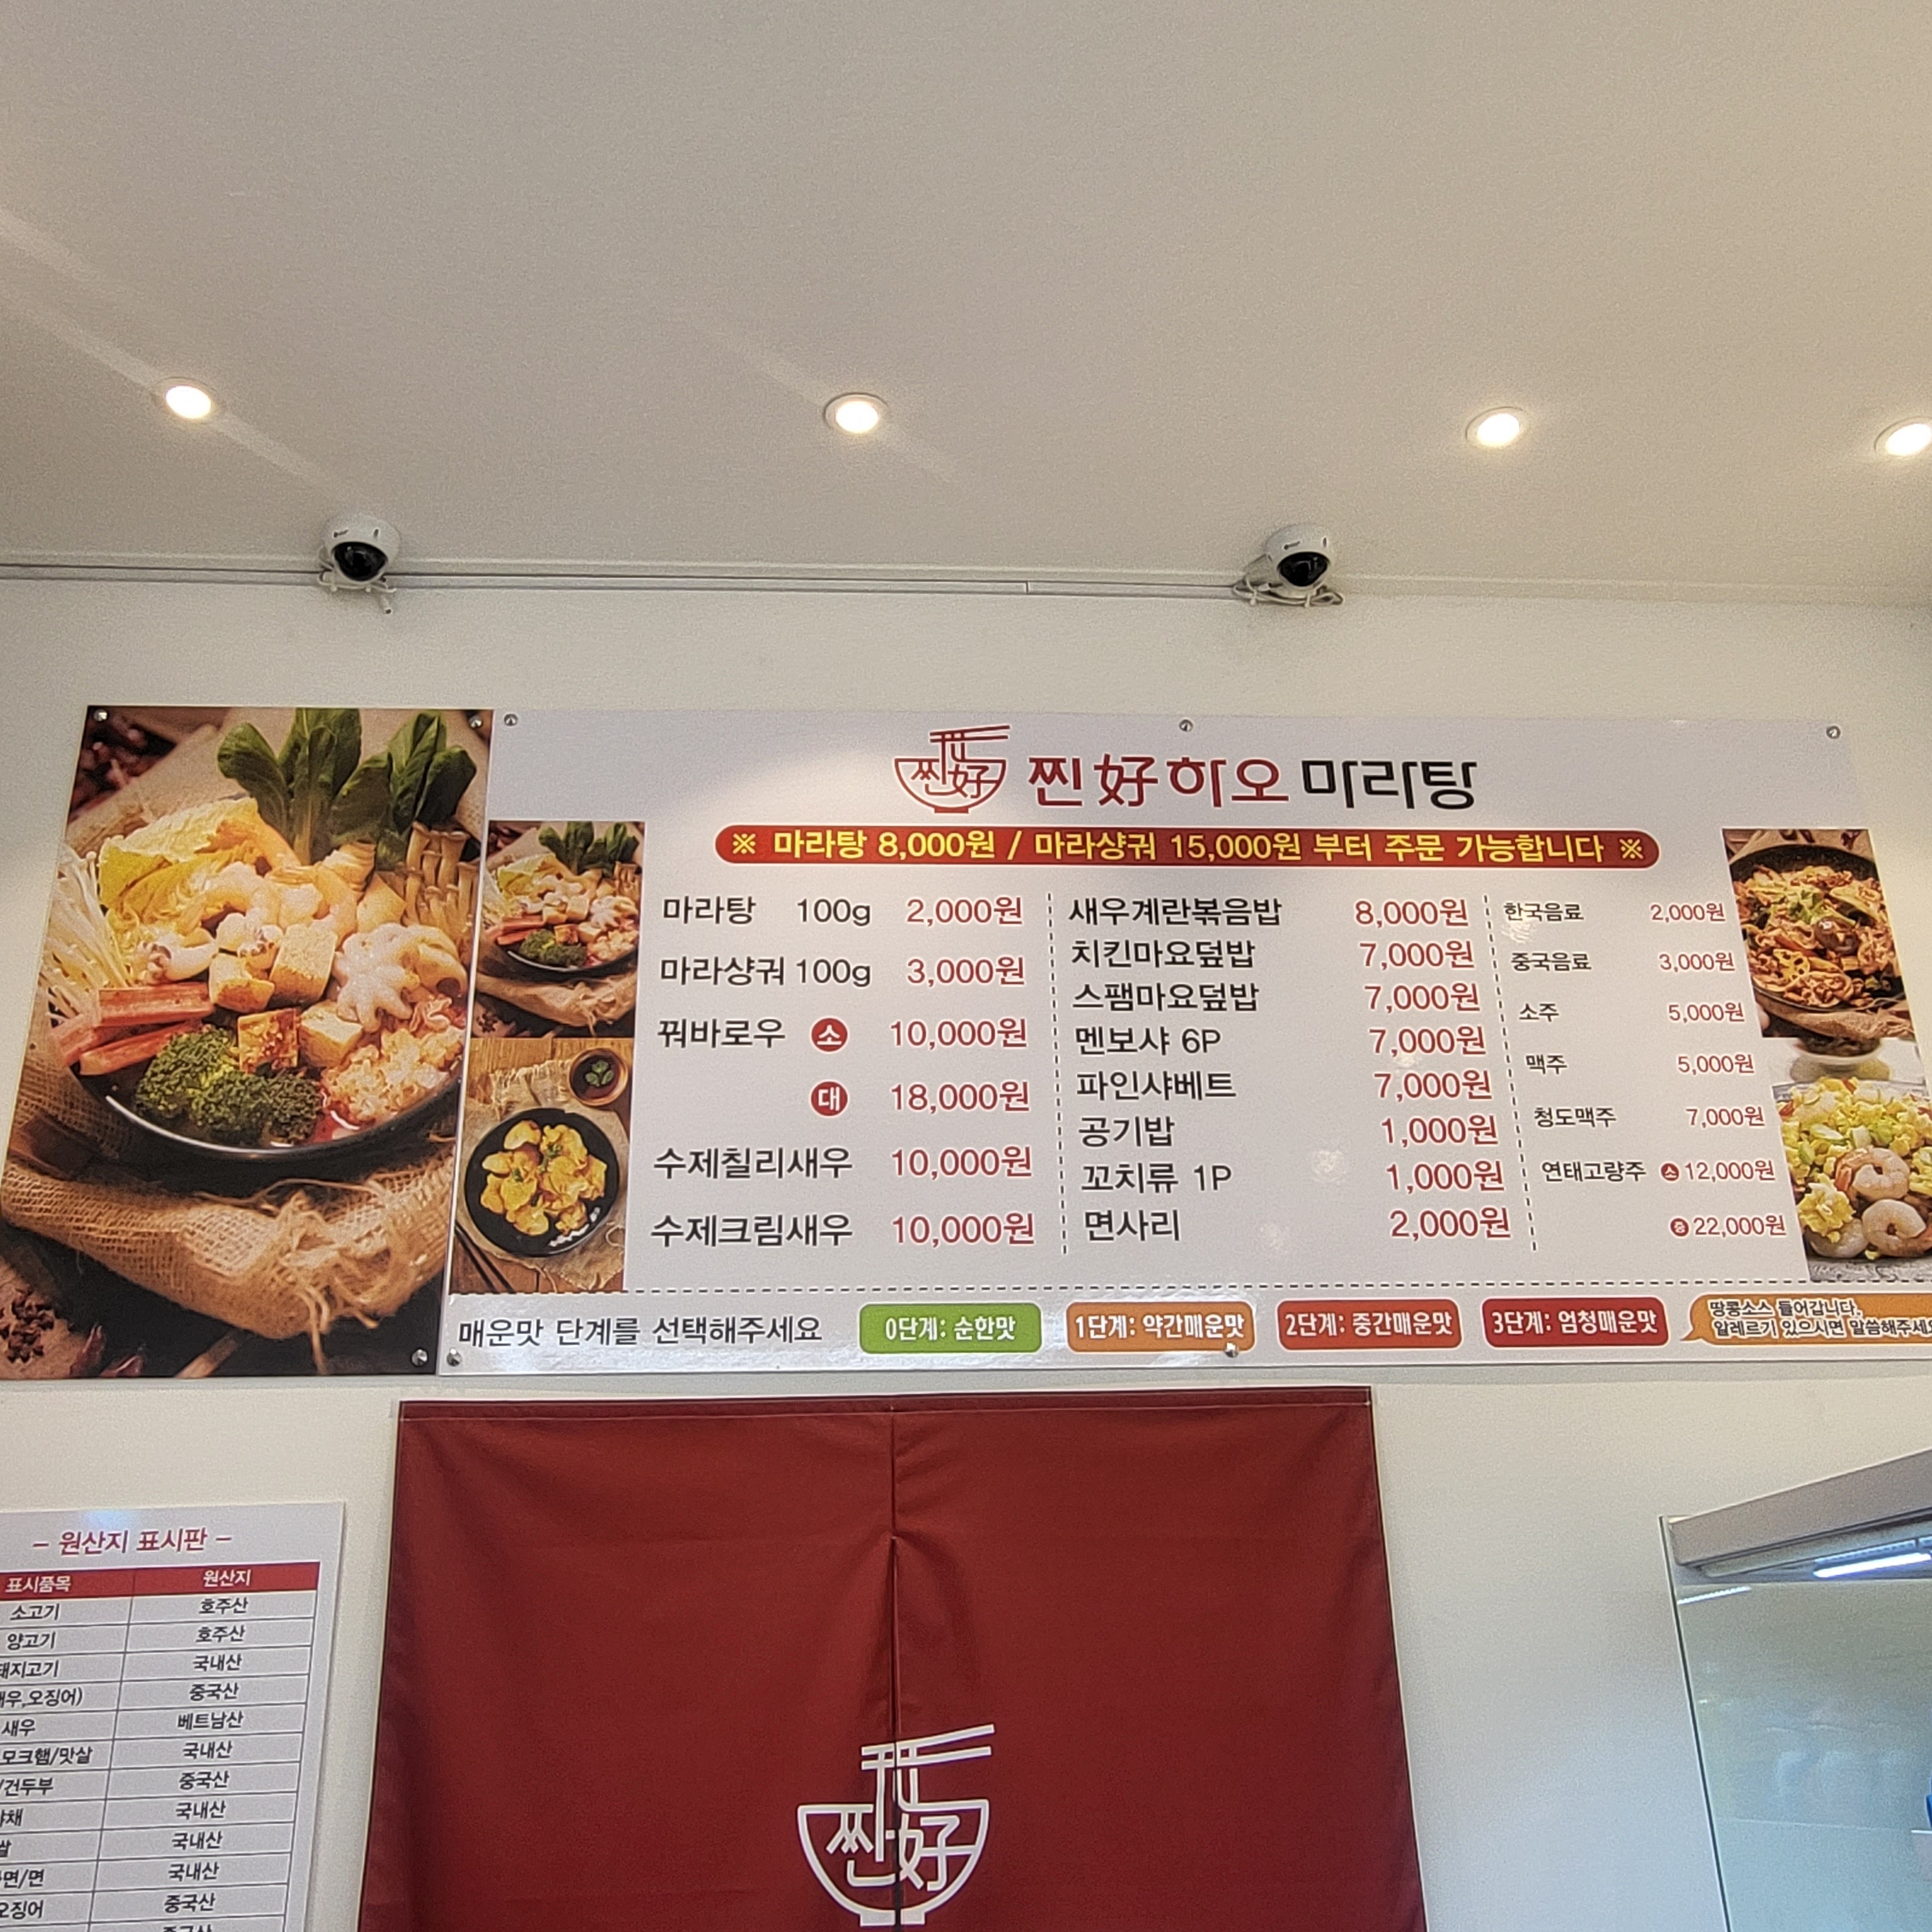 찐好
찐好하오 마라탕
※ 마라탕 8,000원 / 마라샹궈 15,000원 부터 주문 가능합니다 ※
마라탕 100g 2,000원
마라샹궈 100g 3,000원
꿔바로우 소 10,000원
대 18,000원
수제칠리새우 10,000원
수제크림새우 10,000원
새우계란볶음밥 8,000원
치킨마요덮밥 7,000원
스팸마요덮밥 7,000원
멘보샤 6P 7,000원
파인샤베트 7,000원
공기밥 1,000원
꼬치류 1P 1,000원
면사리 2,000원
한국음료 2,000원
중국음료 3,000원
소주 5,000원
맥주 5,000원
청도맥주 7,000원
연태고량주 소 12,000원
중 22,000원
매운맛 단계를 선택해주세요 0단계: 순한맛 1단계: 약간매운맛 2단계: 중간매운맛 3단계: 엄청매운맛
땅콩소스 들어갑니다.
알레르기 있으시면 말씀해주세요
- 원산지 표시판 -
표시품목 원산지
소고기 호주산
양고기 호주산
돼지고기 국내산
오징어) 중국산
새우 베트남산
모크햄/맛살 국내산
/건두부 중국산
국내산
국내산
면/면 국내산
오징어 중국산
찐好